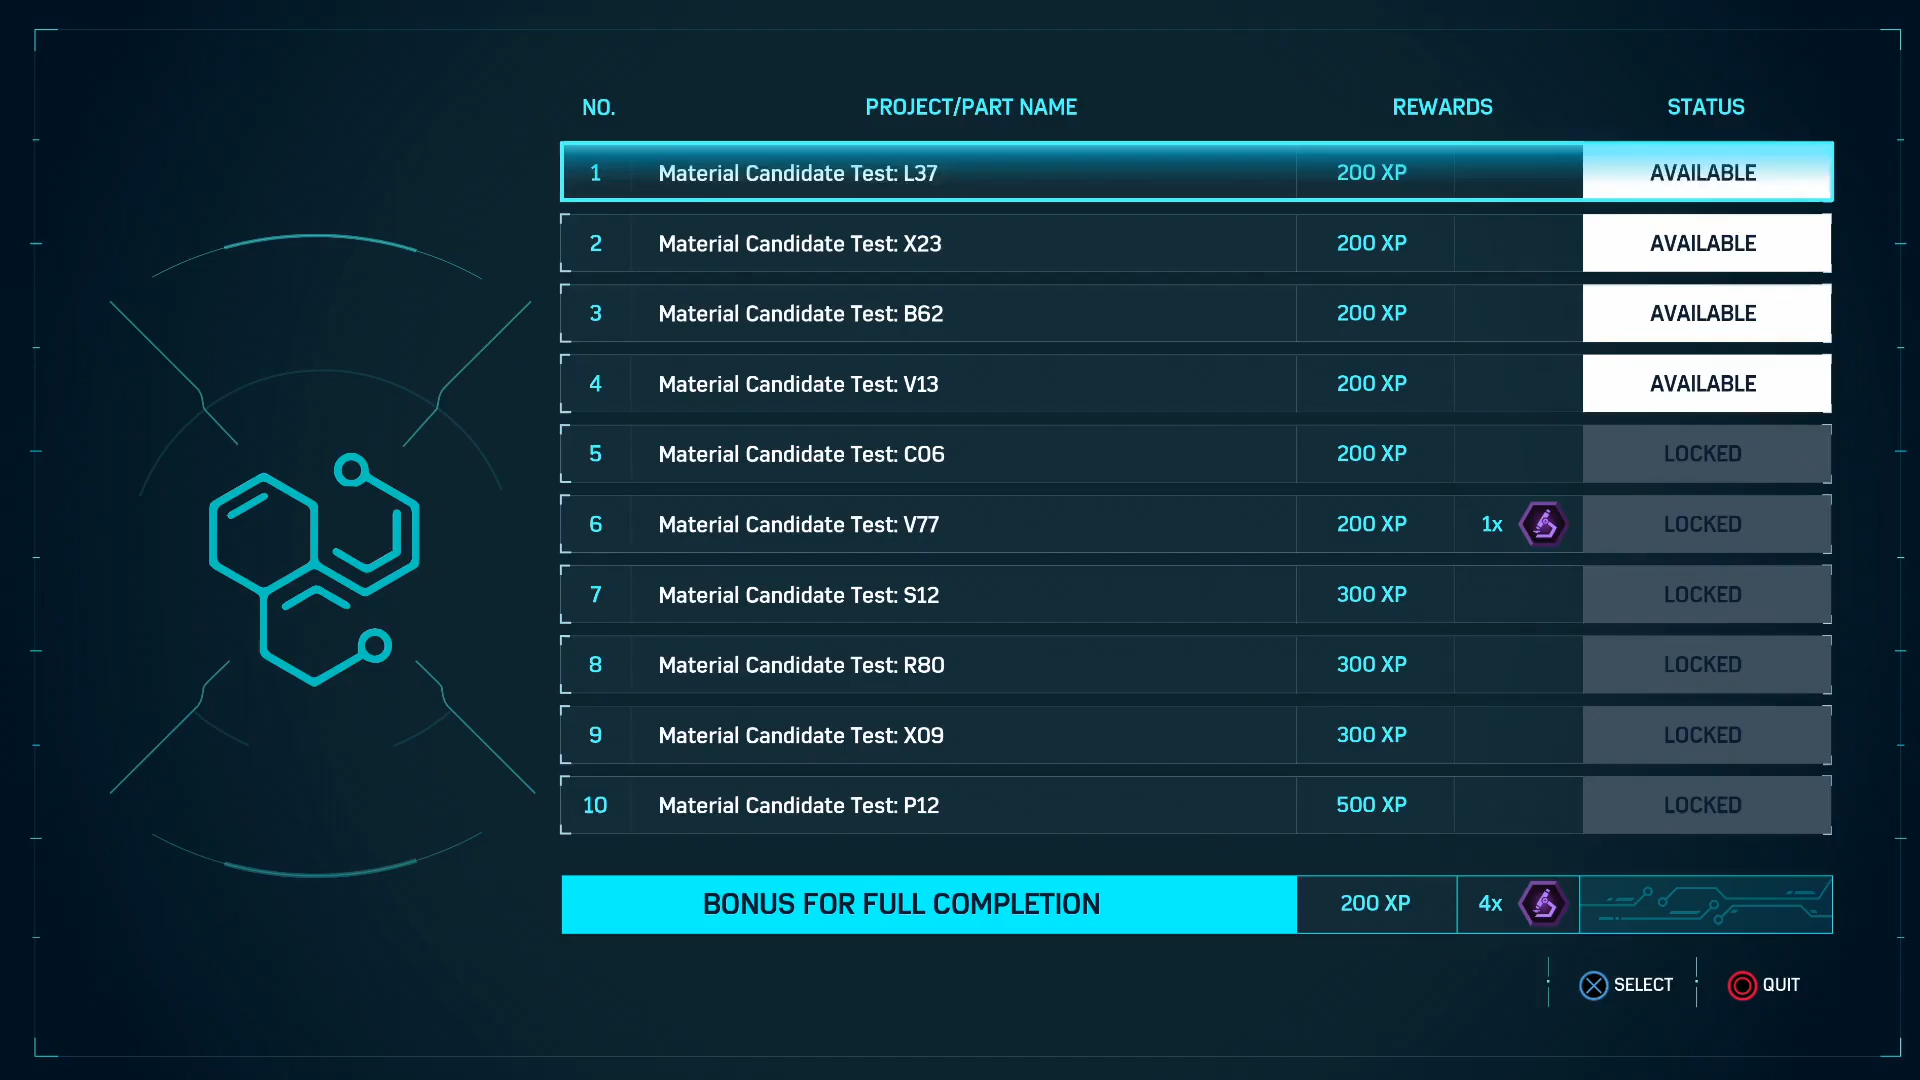 NO. PROJECT/PART NAME REWARDS STATUS
1 Material Candidate Test: L37 200 XP AVAILABLE
2 Material Candidate Test: X23 200 XP AVAILABLE
3 Material Candidate Test: B62 200 XP AVAILABLE
4 Material Candidate Test: V13 200 XP AVAILABLE
5 Material Candidate Test: C06 200 XP LOCKED
6 Material Candidate Test: V77 200 XP 1x LOCKED
7 Material Candidate Test: S12 300 XP LOCKED
8 Material Candidate Test: R80 300 XP LOCKED
9 Material Candidate Test: X09 300 XP LOCKED
10 Material Candidate Test: P12 500 XP LOCKED
BONUS FOR FULL COMPLETION 200 XP 4x
SELECT QUIT